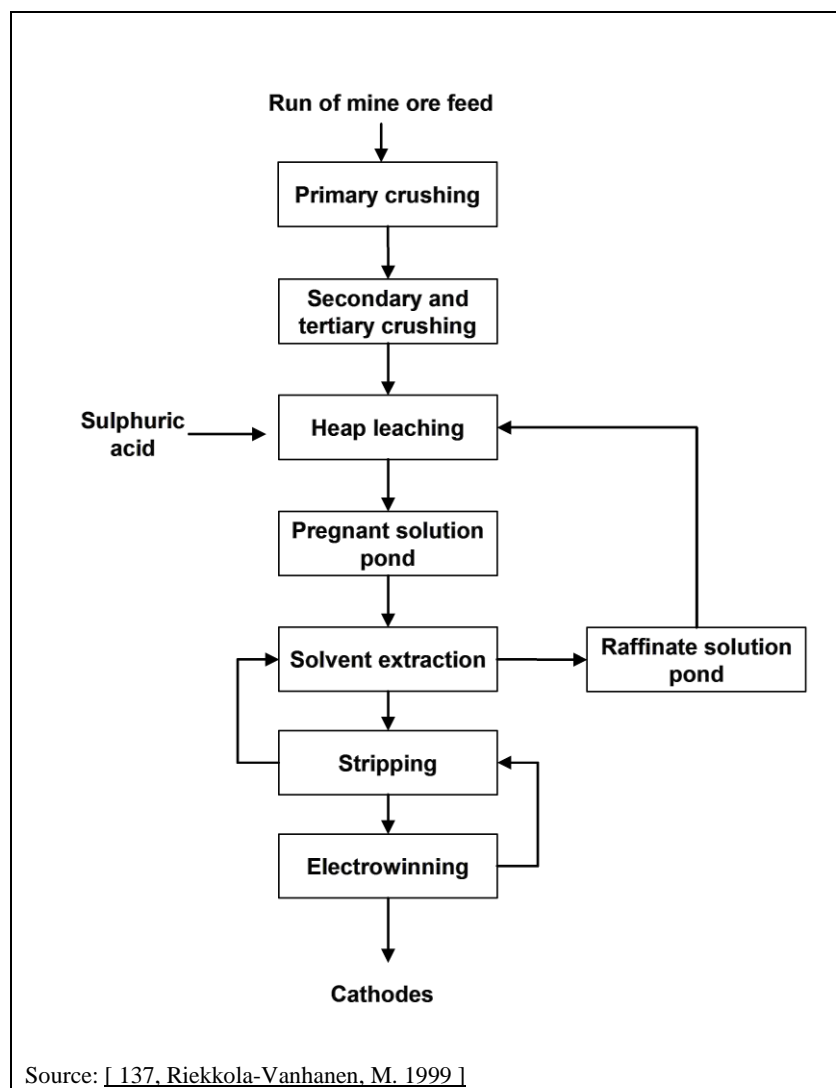 Run of mine ore feed
Primary crushing
Secondary and
tertiary crushing
Sulphuric
acid
Heap leaching
Pregnant solution
pond
Solvent extraction
Raffinate solution
pond
Stripping
Electrowinning
Cathodes
Source: [ 137, Riekkola-Vanhanen, M. 1999 ]